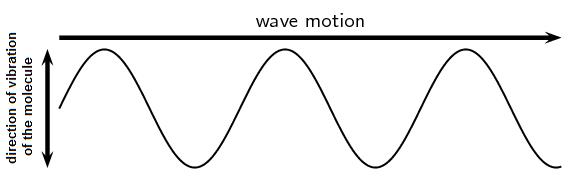 wave motion
direction of vibration
of the molecule